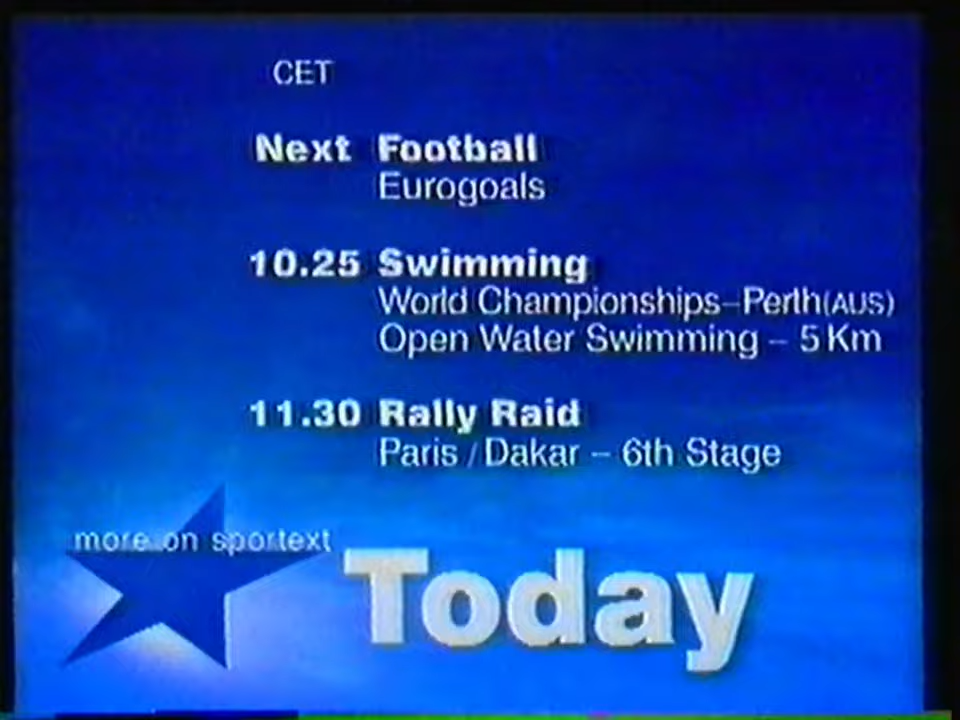 CET
Next Football
Eurogoals
10.25 Swimming
World Championships–Perth(AUS)
Open Water Swimming – 5 Km
11.30 Rally Raid
Paris / Dakar – 6th Stage
more on sportext
Today